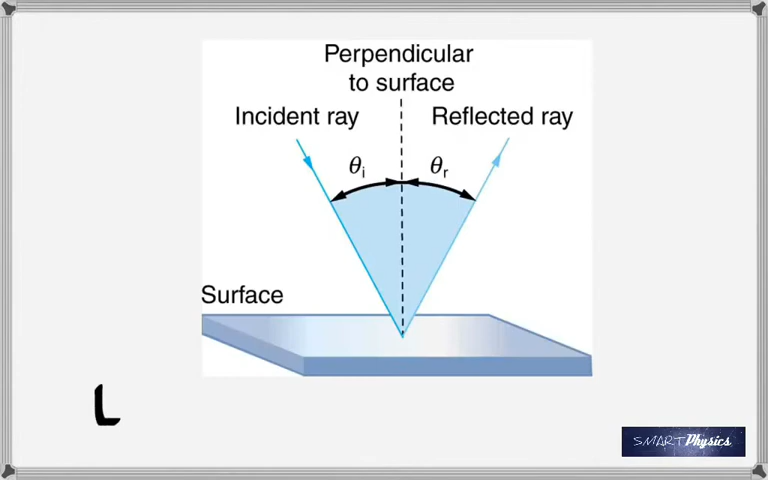 Perpendicular
to surface
Incident ray
Reflected ray
θi
θr
Surface
L
SMARTPhysics